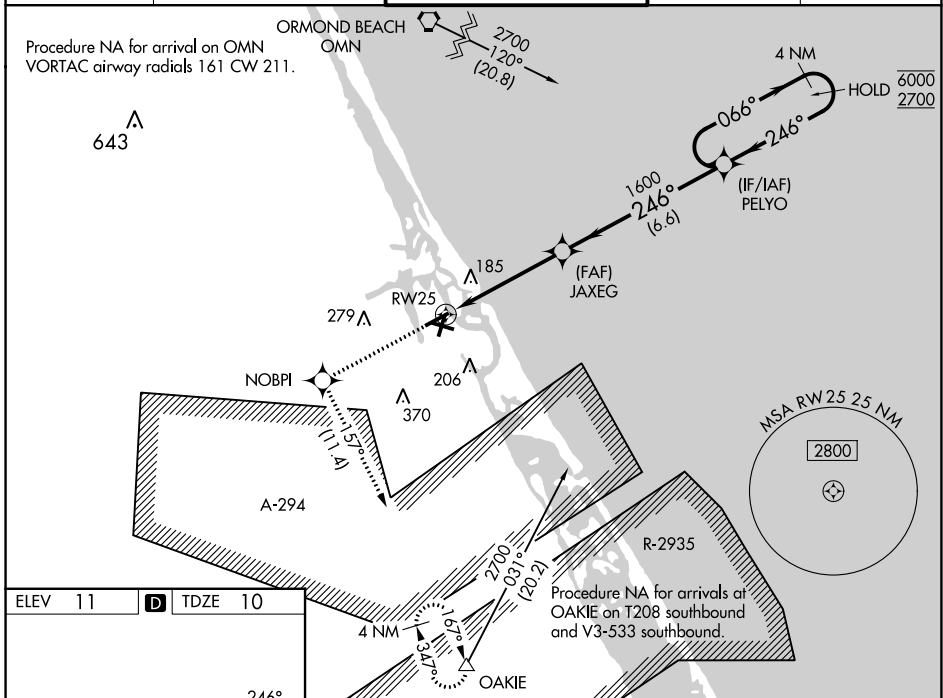 ORMOND BEACH
OMN
Procedure NA for arrival on OMN
VORTAC airway radials 161 CW 211.
2700
120°
(20.8)
4 NM
HOLD
6000
2700
066°
246°
643
(IF/IAF)
PELYO
1600
246°
(6.6)
(FAF)
JAXEG
185
RW25
279
NOBPI
206
370
157°
(11.4)
MSA RW25 25 NM
2800
A-294
R-2935
2700
031°
(20.2)
Procedure NA for arrivals at
OAKIE on T208 southbound
and V3-533 southbound.
ELEV 11 D TDZE 10
4 NM
167°
347°
OAKIE
246°